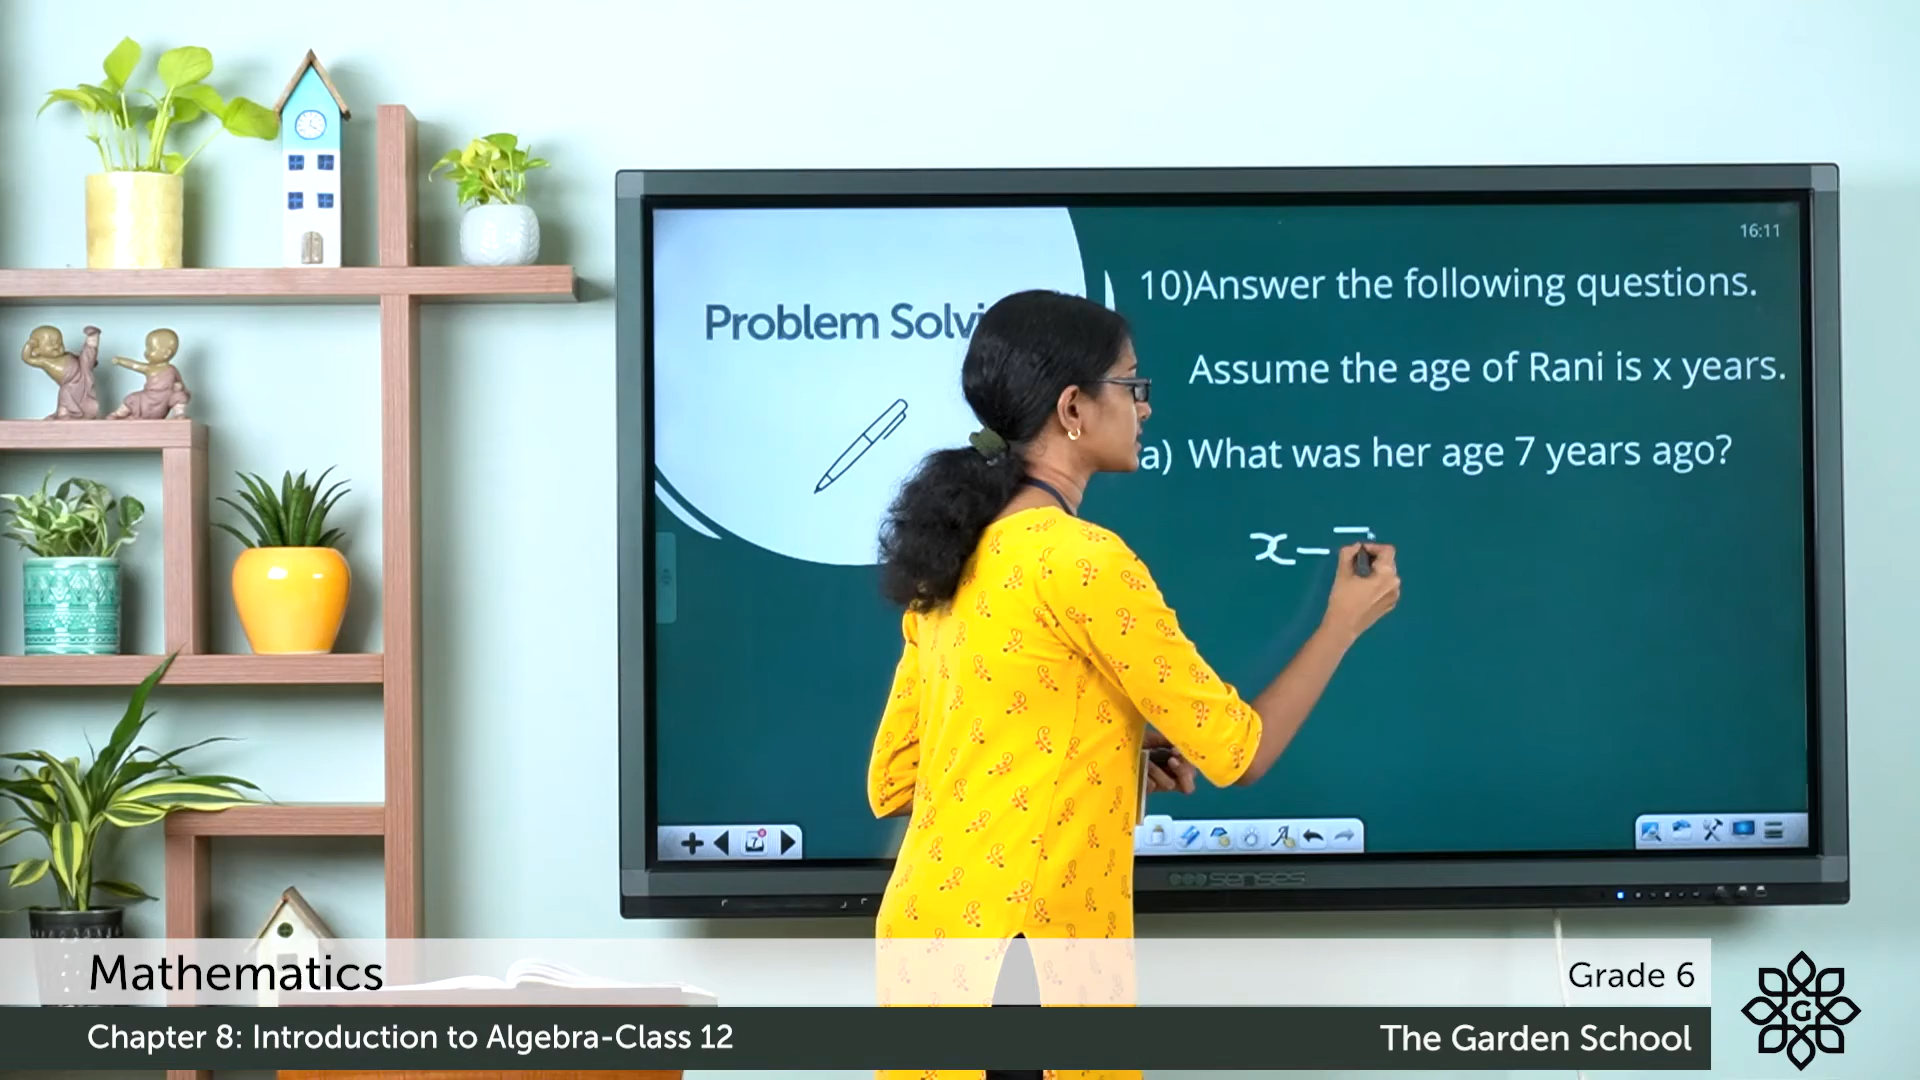 16:11
Problem Solvi
10)Answer the following questions.
Assume the age of Rani is x years.
a) What was her age 7 years ago?
x –
7
senses
Mathematics
Grade 6
Chapter 8: Introduction to Algebra-Class 12
The Garden School
G